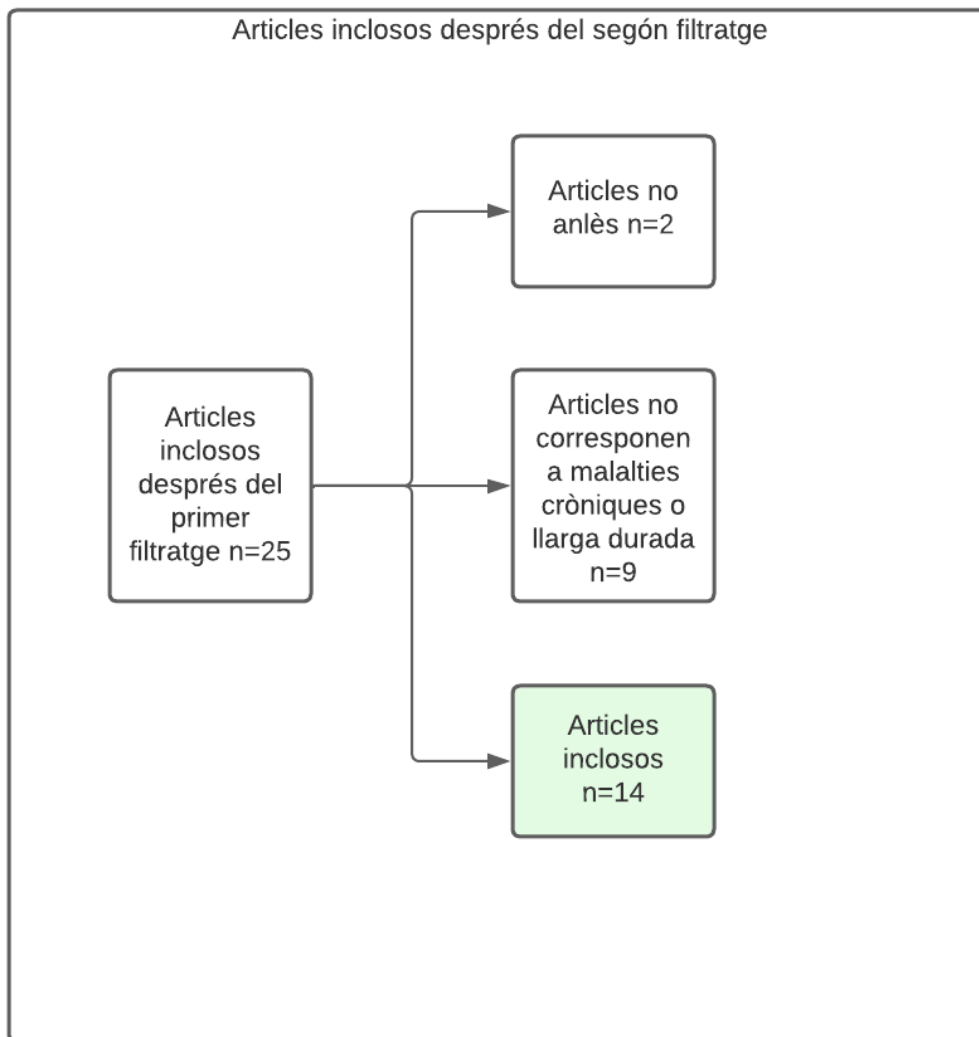 Articles inclosos després del segón filtratge
Articles no
anlès n=2
Articles
inclosos
després del
primer
filtratge n=25
Articles no
corresponen
a malalties
cròniques o
llarga durada
n=9
Articles
inclosos
n=14